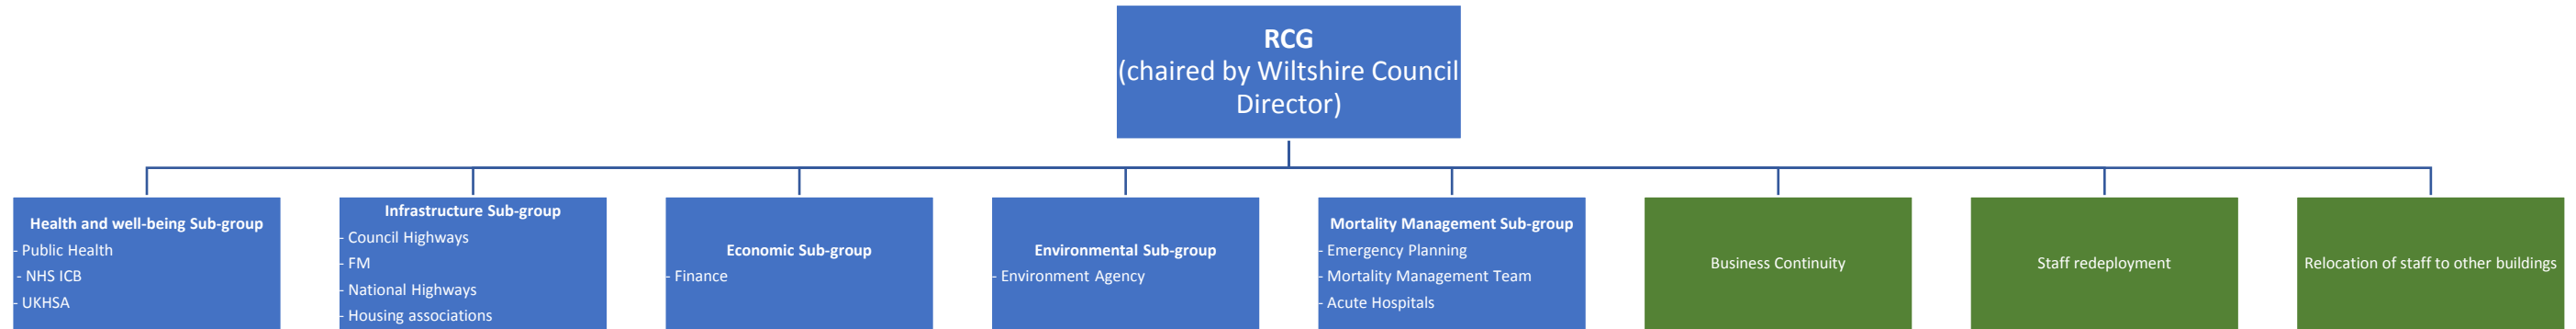 RCG
(chaired by Wiltshire Council
Director)
Health and well-being Sub-group
- Public Health
- NHS ICB
- UKHSA
Infrastructure Sub-group
- Council Highways
- FM
- National Highways
- Housing associations
Economic Sub-group
- Finance
Environmental Sub-group
- Environment Agency
Mortality Management Sub-group
- Emergency Planning
- Mortality Management Team
- Acute Hospitals
Business Continuity
Staff redeployment
Relocation of staff to other buildings